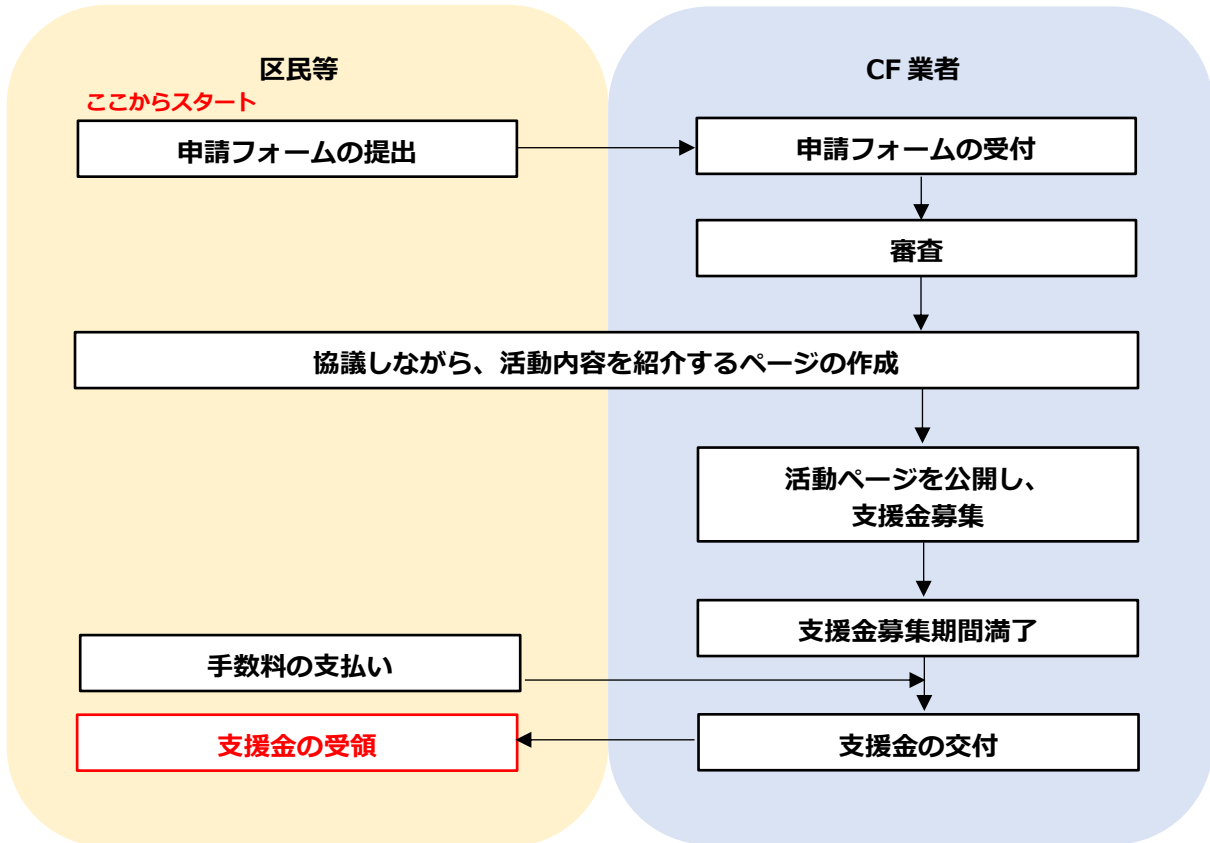 区民等
CF 業者
ここからスタート
申請フォームの提出
申請フォームの受付
審査
協議しながら、活動内容を紹介するページの作成
活動ページを公開し、
支援金募集
支援金募集期間満了
手数料の支払い
支援金の受領
支援金の交付